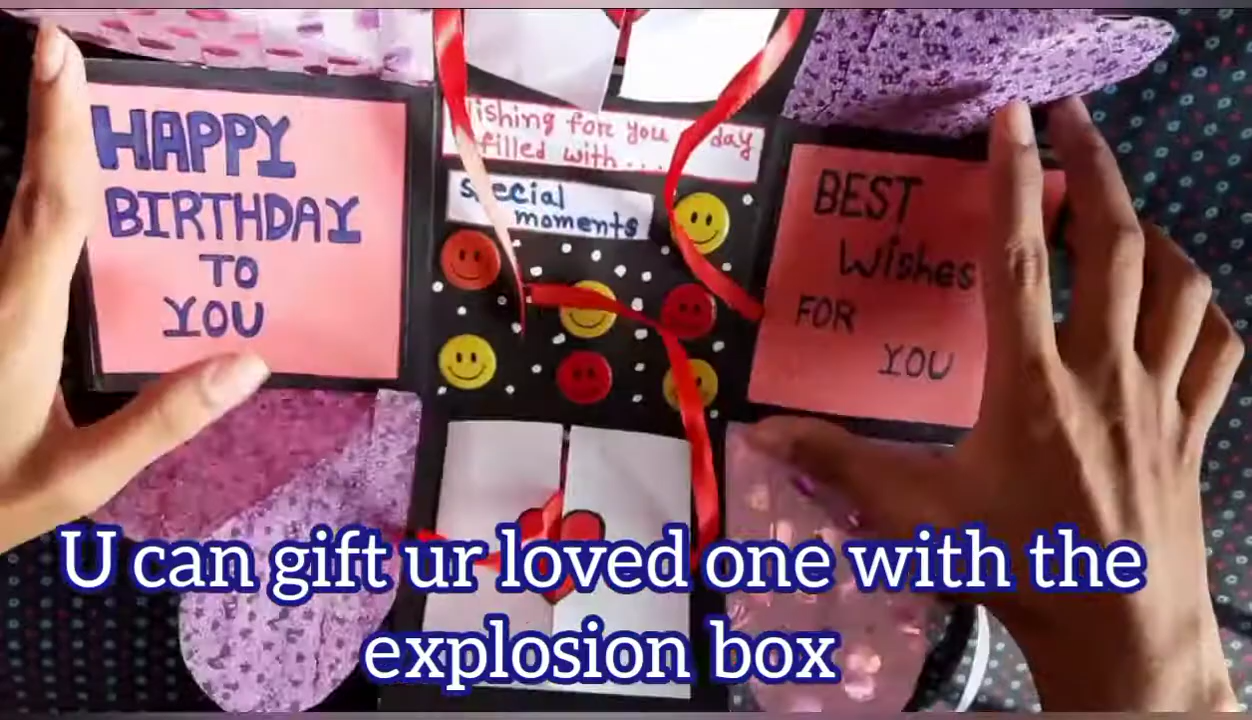 HAPPY
BIRTHDAY
TO
YOU
ishing for you day
filled with...
special
moments
BEST
Wishes
FOR
YOU
U can gift ur loved one with the
explosion box